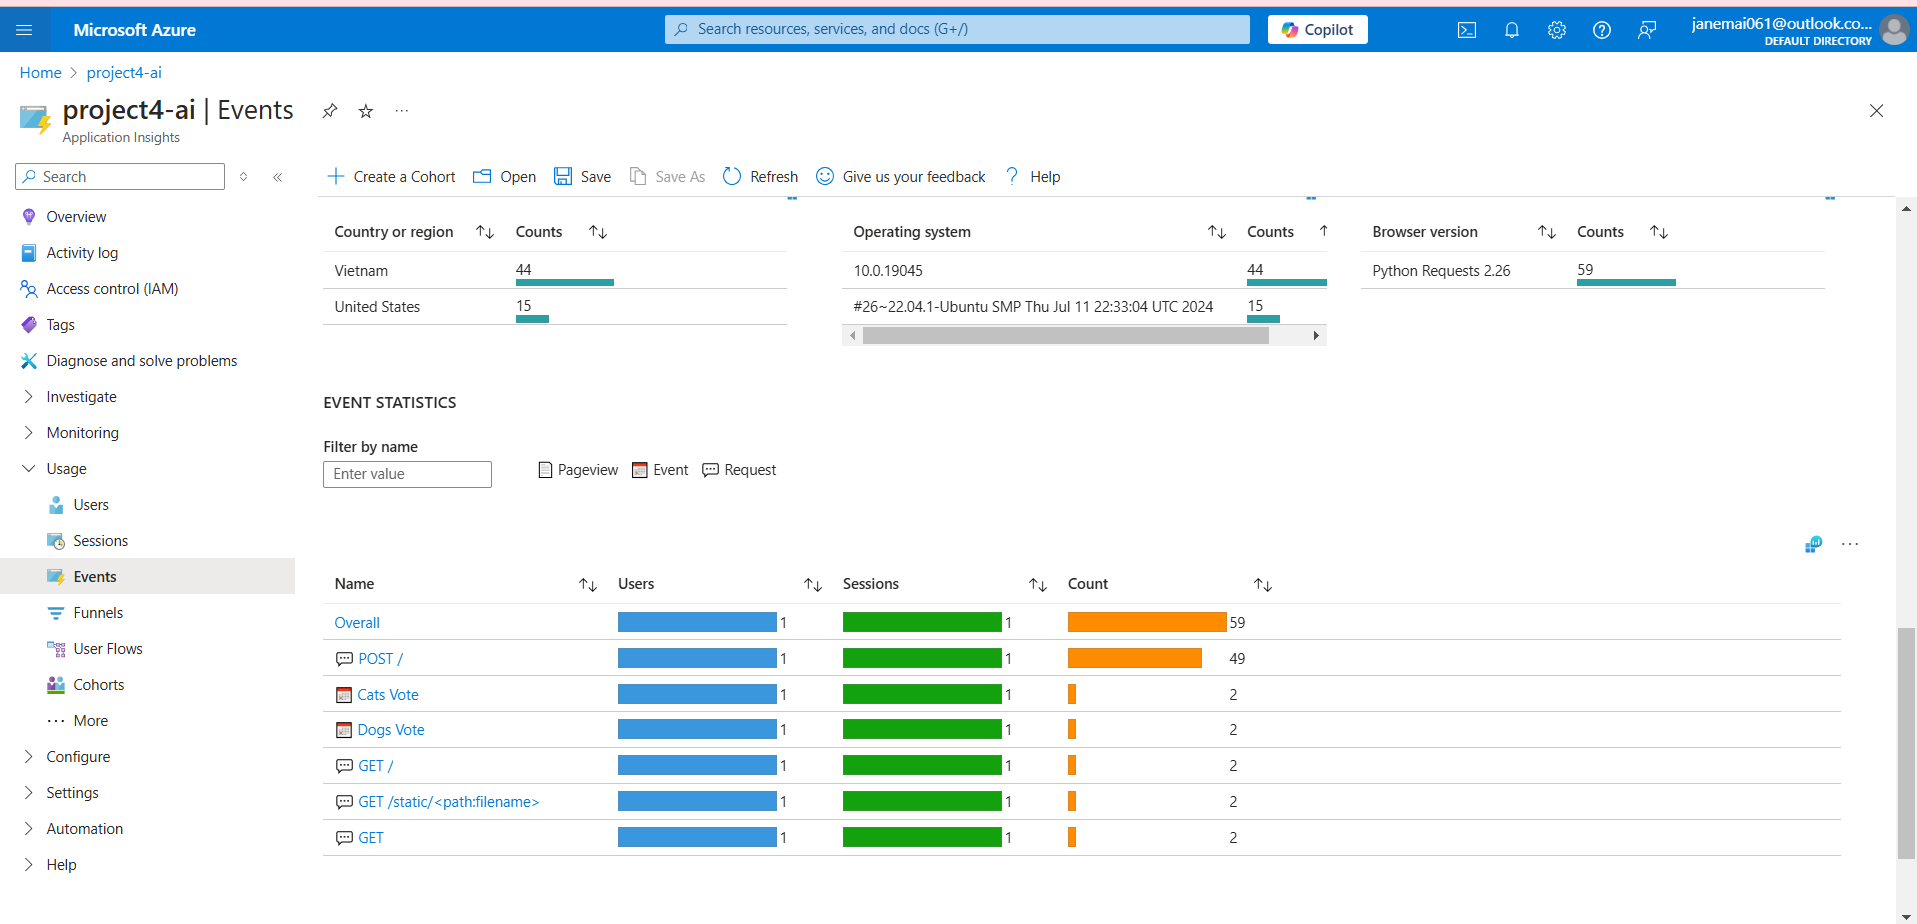 Microsoft Azure
Search resources, services, and docs (G+/)
Copilot
janemai061@outlook.co...
DEFAULT DIRECTORY
Home > project4-ai
project4-ai | Events
Application Insights
Search
Create a Cohort Open Save Save As Refresh Give us your feedback Help
Overview
Activity log
Access control (IAM)
Tags
Diagnose and solve problems
Investigate
Monitoring
Usage
Users
Sessions
Events
Funnels
User Flows
Cohorts
More
Configure
Settings
Automation
Help
Country or region Counts
Vietnam 44
United States 15
Operating system Counts
10.0.19045 44
#26~22.04.1-Ubuntu SMP Thu Jul 11 22:33:04 UTC 2024 15
Browser version Counts
Python Requests 2.26 59
EVENT STATISTICS
Filter by name
Enter value
Pageview Event Request
Name Users Sessions Count
Overall 1 1 59
POST / 1 1 49
Cats Vote 1 1 2
Dogs Vote 1 1 2
GET / 1 1 2
GET /static/<path:filename> 1 1 2
GET 1 1 2